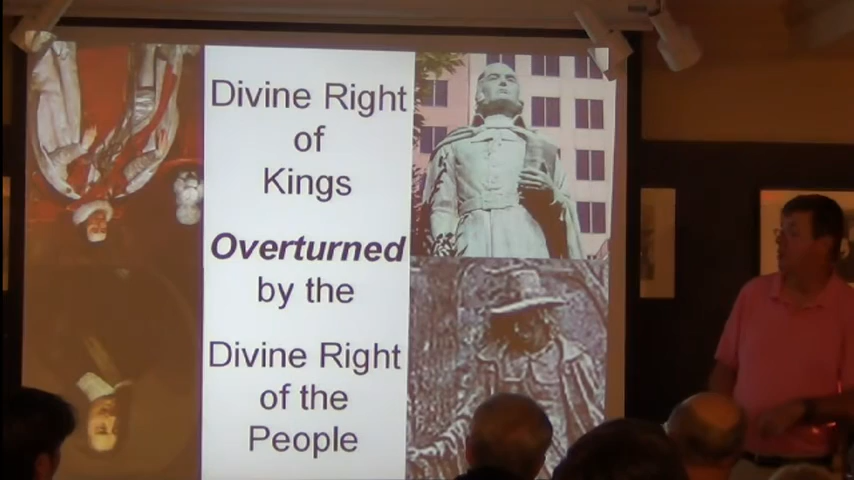 Divine Right
of
Kings
Overturned
by the
Divine Right
of the
People